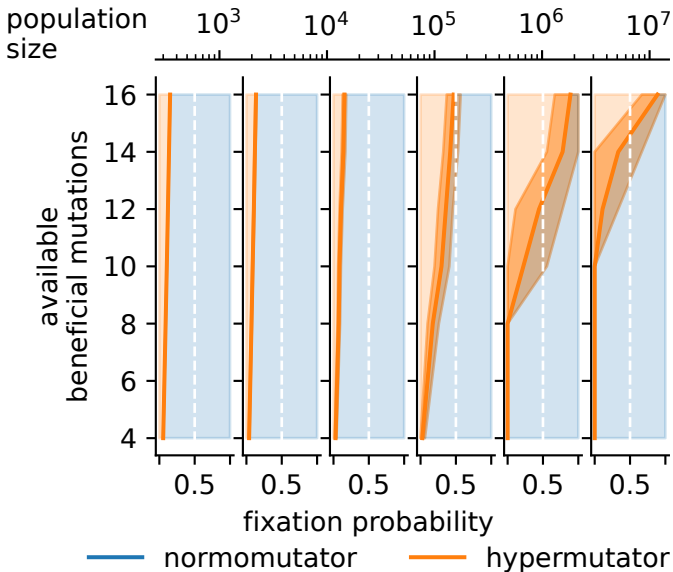 population
size
10³ 10⁴ 10⁵ 10⁶ 10⁷
available
beneficial mutations
16
14
12
10
8
6
4
0.5 0.5 0.5 0.5 0.5 0.5
fixation probability
normomutator hypermutator